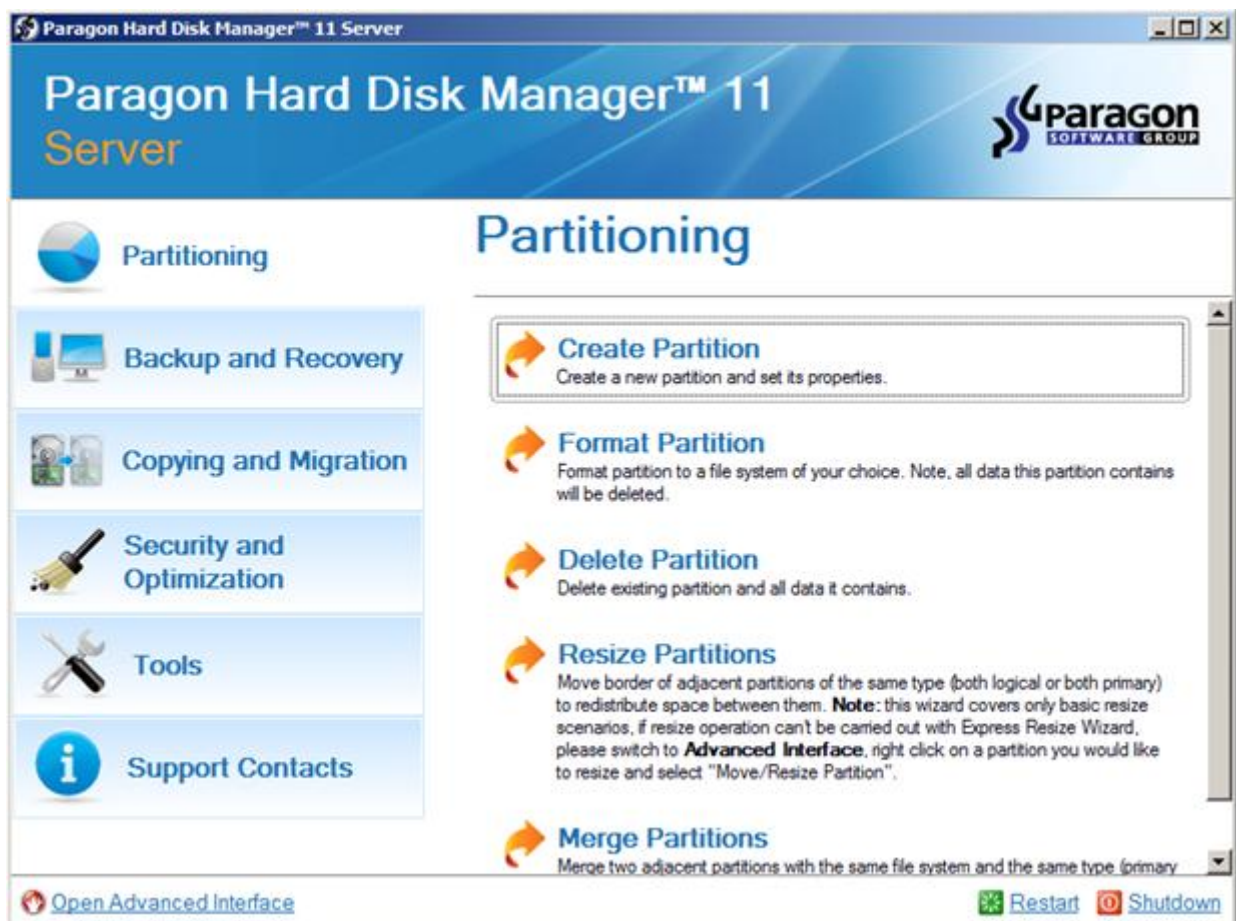 Paragon Hard Disk Manager™ 11 Server
Paragon Hard Disk Manager™ 11
Server
Paragon
SOFTWARE GROUP
Partitioning
Backup and Recovery
Copying and Migration
Security and
Optimization
Tools
Support Contacts
Partitioning
Create Partition
Create a new partition and set its properties.
Format Partition
Format partition to a file system of your choice. Note, all data this partition contains
will be deleted.
Delete Partition
Delete existing partition and all data it contains.
Resize Partitions
Move border of adjacent partitions of the same type (both logical or both primary)
to redistribute space between them. Note: this wizard covers only basic resize
scenarios, if resize operation can't be carried out with Express Resize Wizard,
please switch to Advanced Interface, right click on a partition you would like
to resize and select "Move/Resize Partition".
Merge Partitions
Merge two adjacent partitions with the same file system and the same type (primary
Open Advanced Interface
Restart
Shutdown